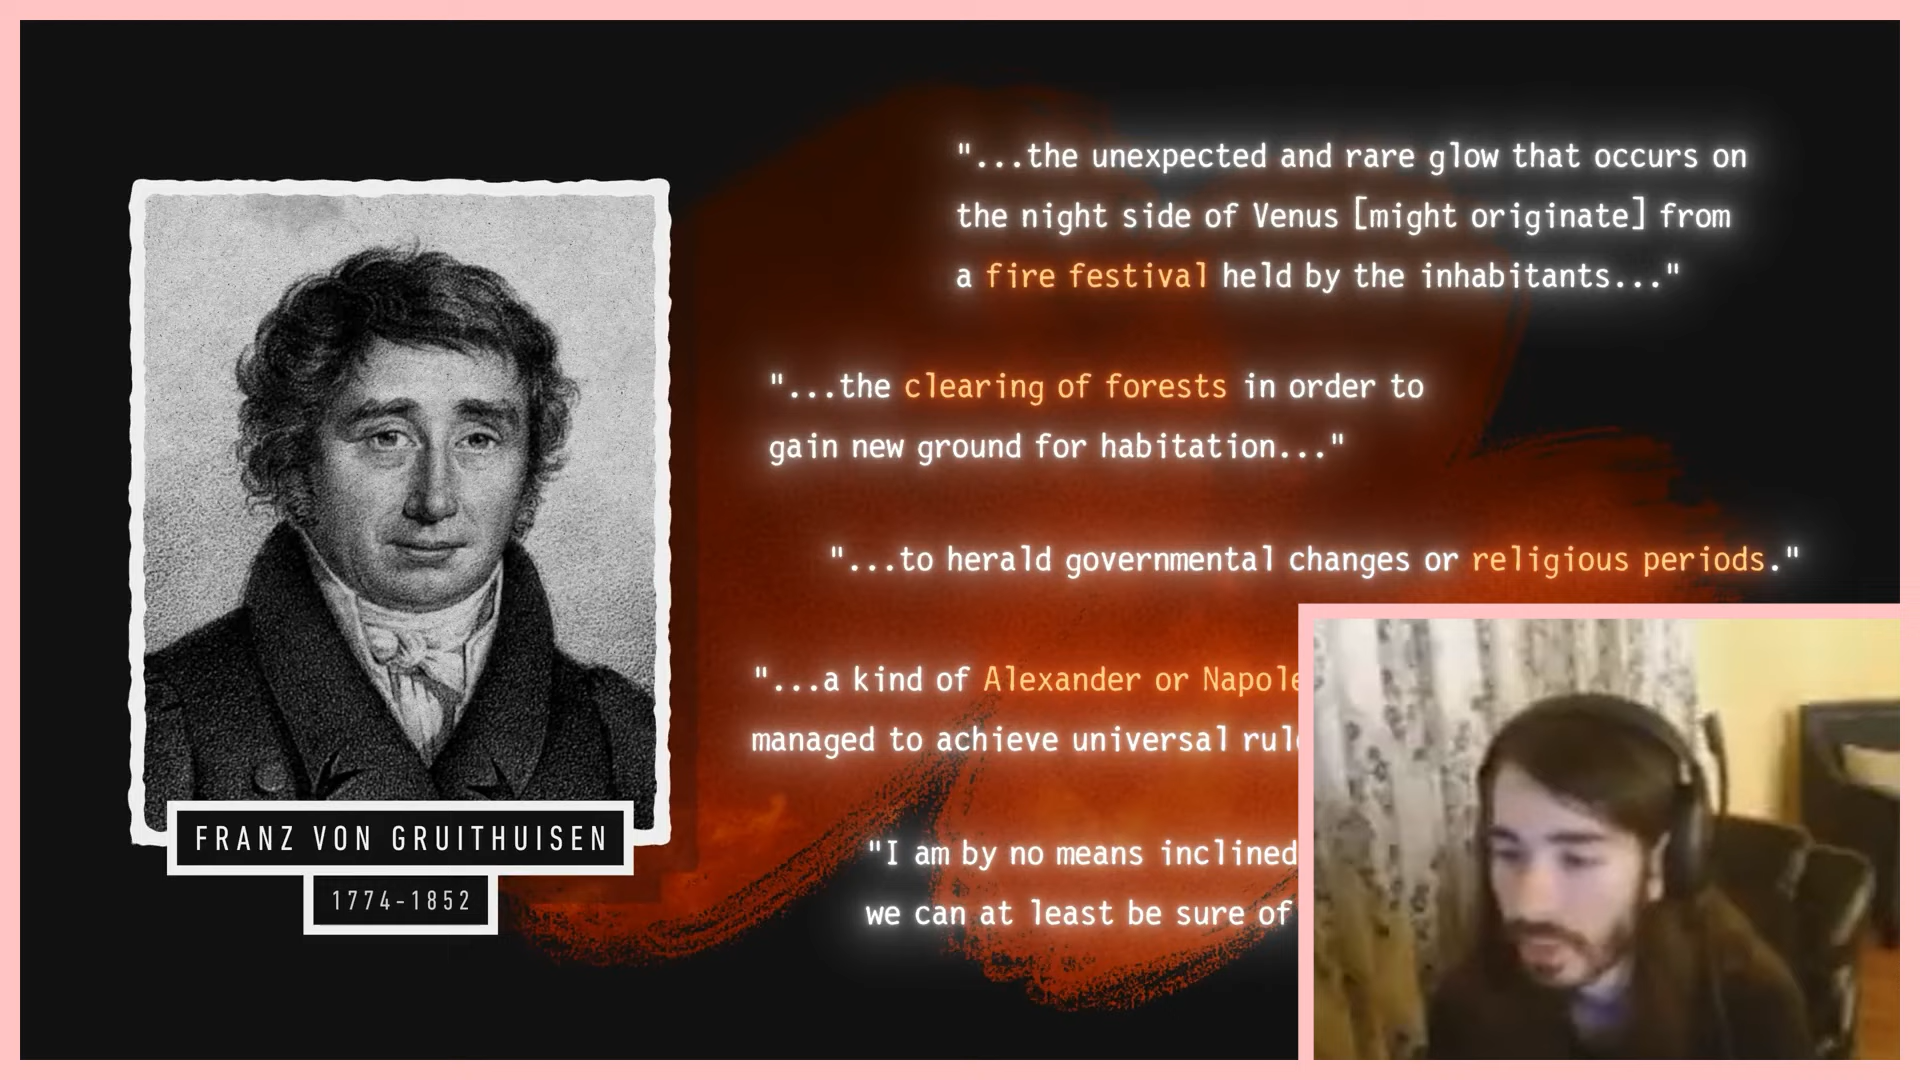 "...the unexpected and rare glow that occurs on
the night side of Venus [might originate] from
a fire festival held by the inhabitants..."
"...the clearing of forests in order to
gain new ground for habitation..."
"...to herald governmental changes or religious periods."
"...a kind of Alexander or Napole
managed to achieve universal rul
"I am by no means inclined
we can at least be sure of
FRANZ VON GRUITHUISEN
1774-1852